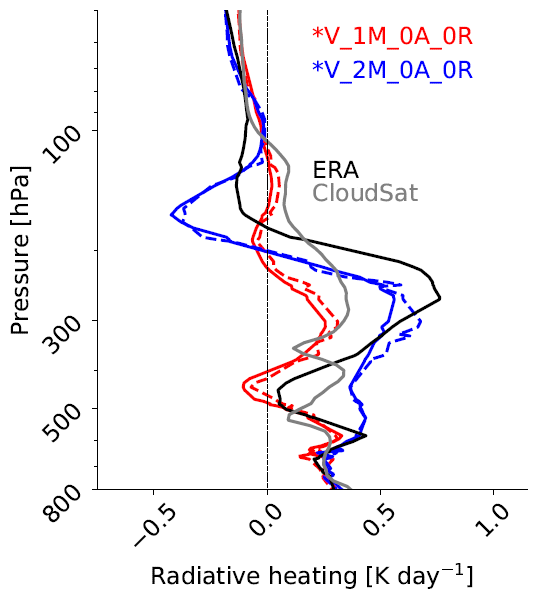 *V_1M_0A_0R
*V_2M_0A_0R
100
ERA
CloudSat
Pressure [hPa]
300
500
800
−0.5
0.0
0.5
1.0
Radiative heating [K day⁻¹]